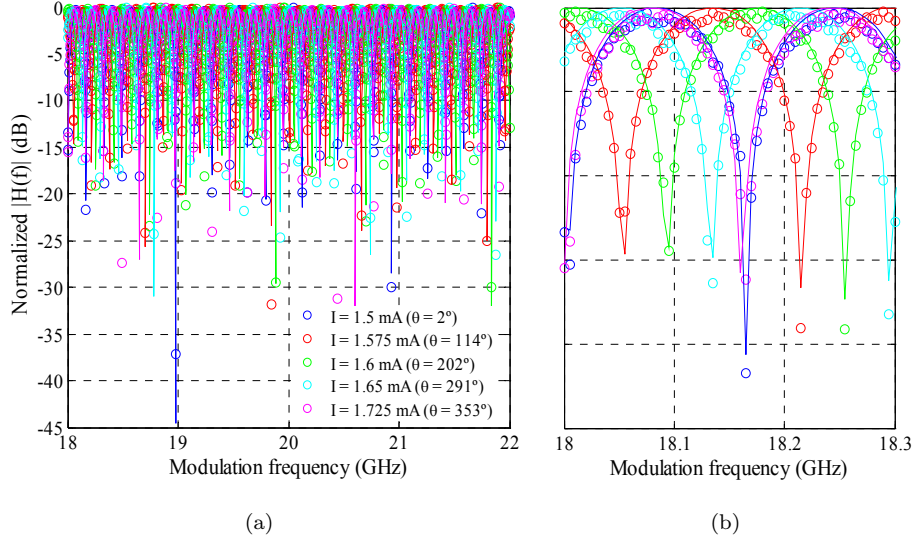 0
-5
-10
-15
-20
-25
-30
-35
-40
-45
Normalized |H(f)| (dB)
I = 1.5 mA (θ = 2º)
I = 1.575 mA (θ = 114º)
I = 1.6 mA (θ = 202º)
I = 1.65 mA (θ = 291º)
I = 1.725 mA (θ = 353º)
18 19 20 21 22
Modulation frequency (GHz)
18 18.1 18.2 18.3
Modulation frequency (GHz)
(a) (b)